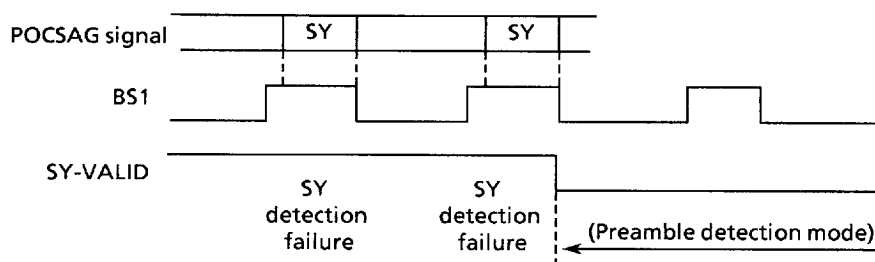 POCSAG signal
SY SY
BS1
SY-VALID
SY
detection
failure
SY
detection
failure
(Preamble detection mode)